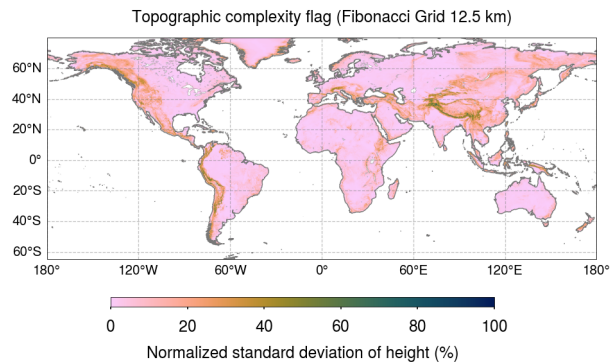 Topographic complexity flag (Fibonacci Grid 12.5 km)
60°N
40°N
20°N
0°
20°S
40°S
60°S
180° 120°W 60°W 0° 60°E 120°E 180°
0 20 40 60 80 100
Normalized standard deviation of height (%)